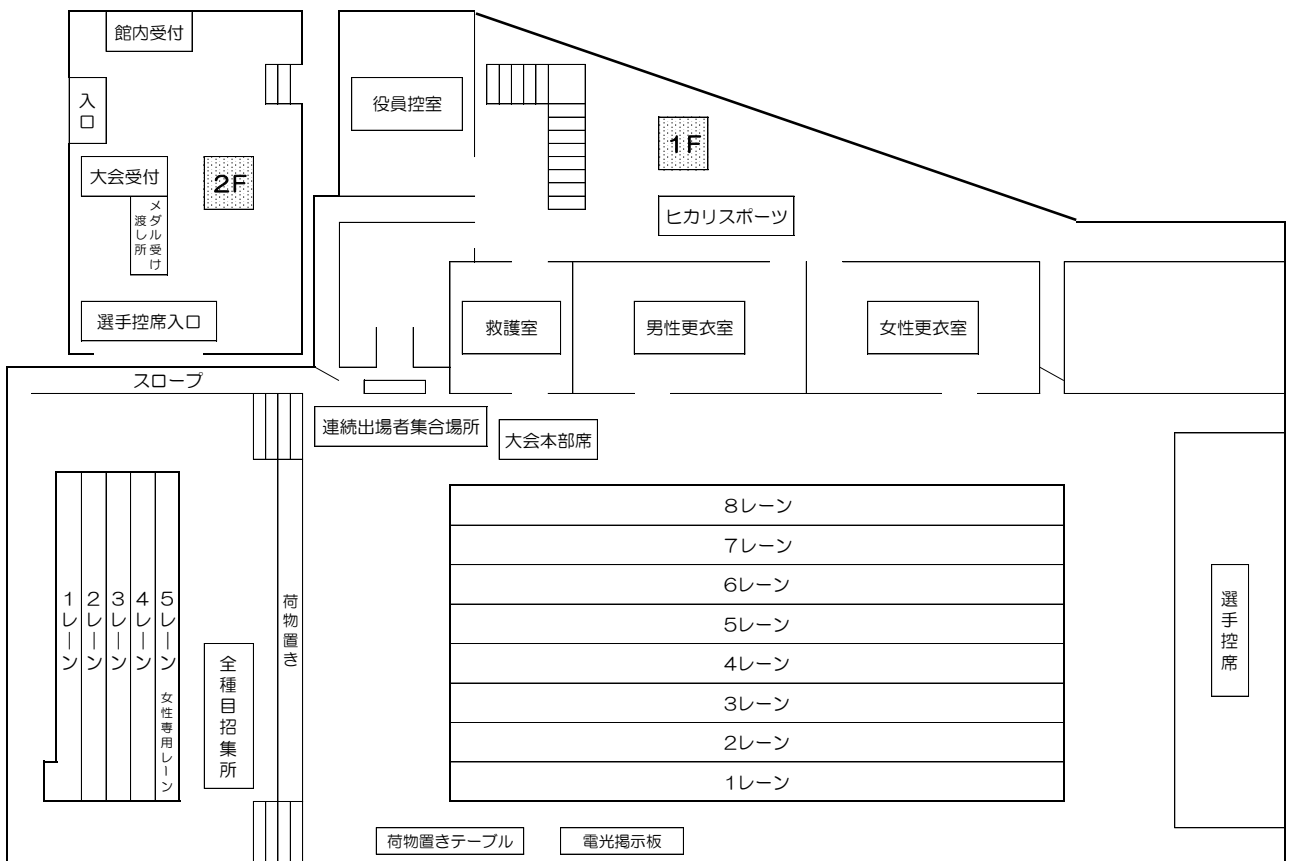 館内受付
入口
役員控室
1F
大会受付
2F
メダル受け
渡し所
ヒカリスポーツ
選手控席入口
救護室
男性更衣室
女性更衣室
スロープ
連続出場者集合場所
大会本部席
8レーン
7レーン
6レーン
5レーン
4レーン
3レーン
2レーン
1レーン
1レーン
2レーン
3レーン
4レーン
5レーン 女性専用レーン
全種目招集所
荷物置き
選手控席
荷物置きテーブル
電光掲示板